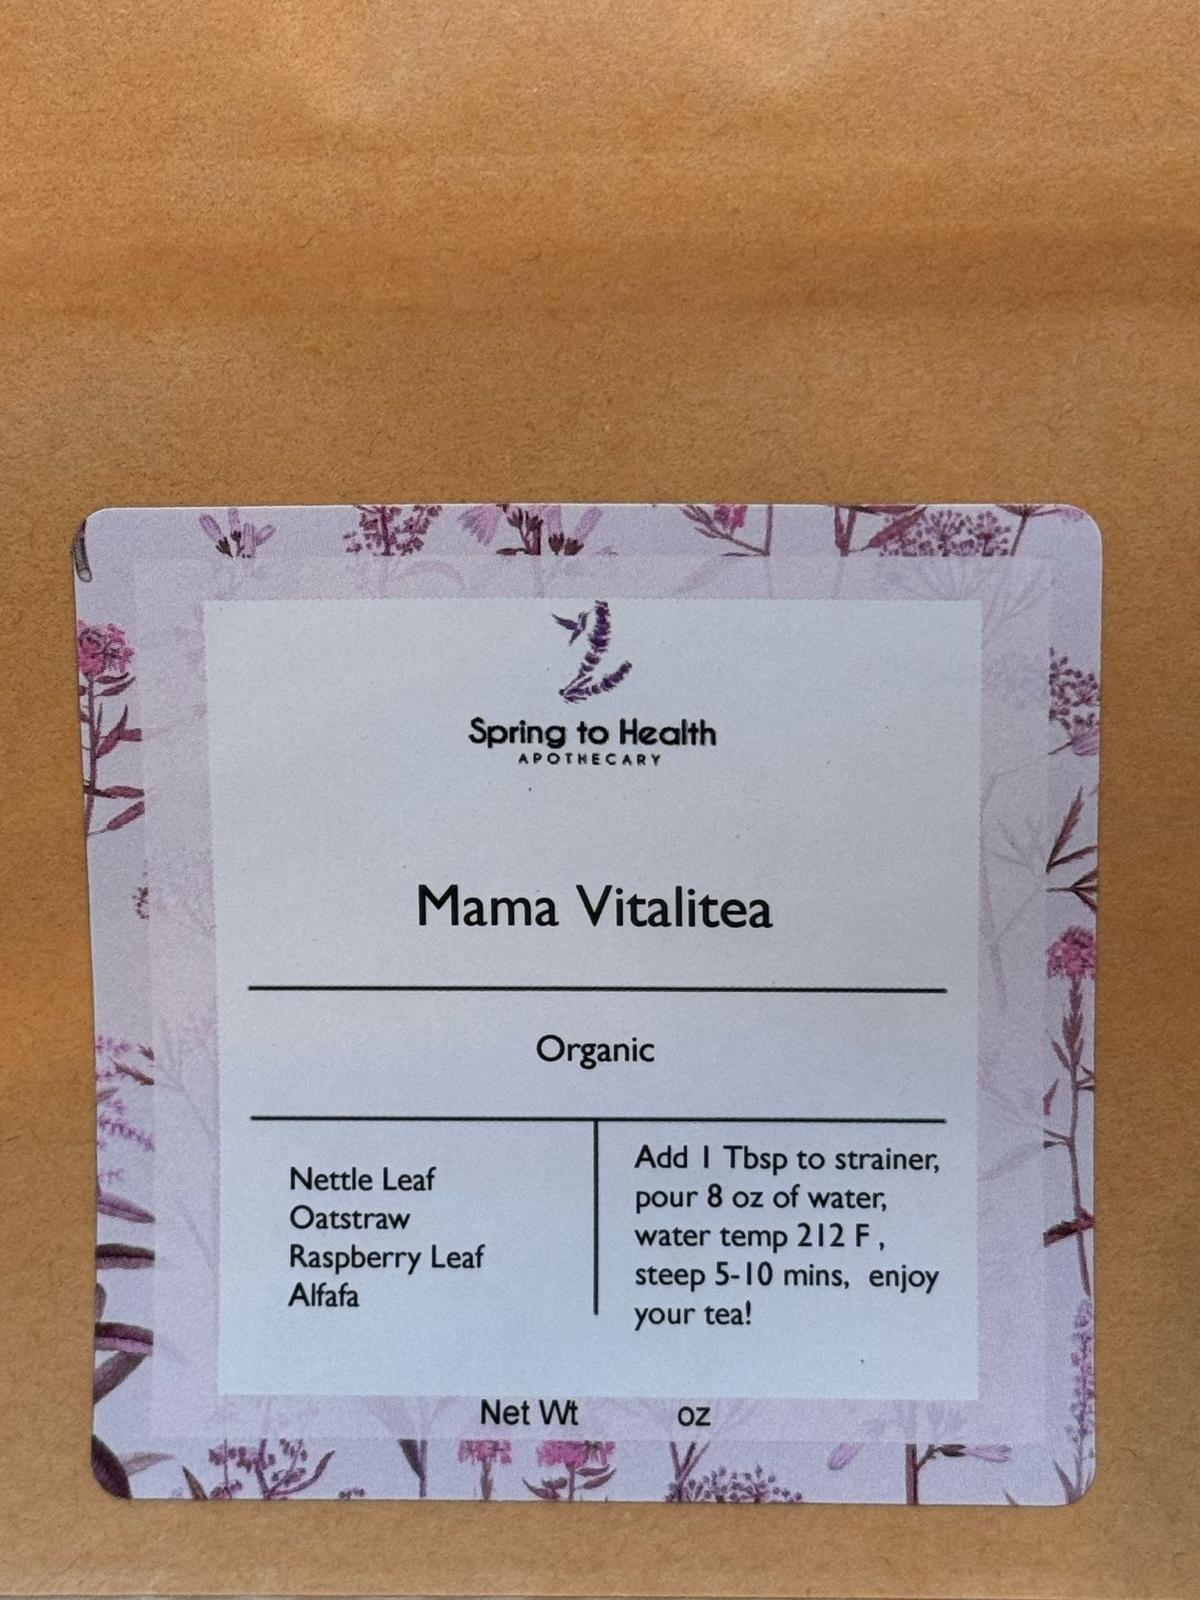 Spring to Health
APOTHECARY
Mama Vitalitea
Organic
Nettle Leaf
Oatstraw
Raspberry Leaf
Alfafa
Add 1 Tbsp to strainer,
pour 8 oz of water,
water temp 212 F ,
steep 5-10 mins,  enjoy
your tea!
Net Wt oz